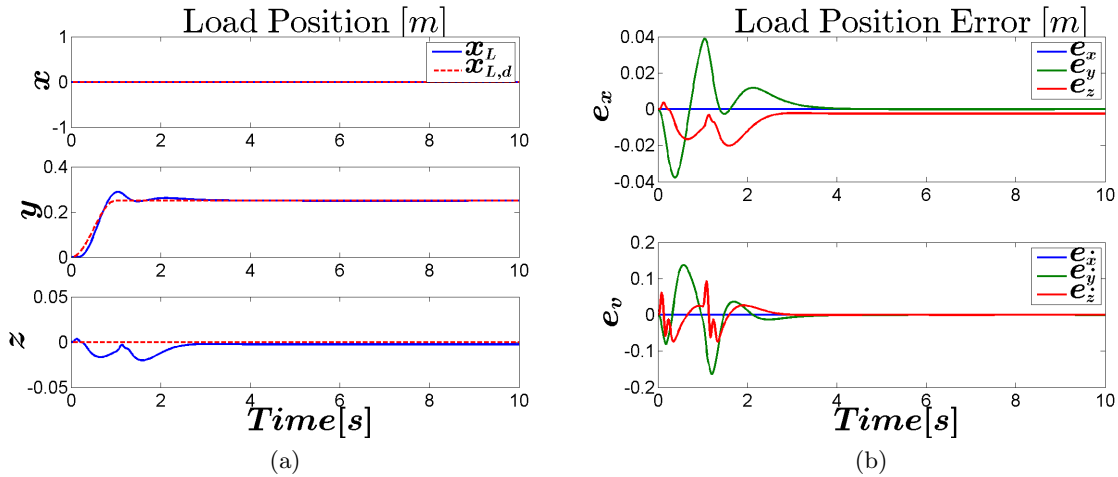 Load Position [m]
1
0
-1
x
x_L
x_{L,d}
0 2 4 6 8 10
0.4
0.2
0
y
0 2 4 6 8 10
0.05
0
-0.05
z
0 2 4 6 8 10
Time[s]
(a)
Load Position Error [m]
0.04
0.02
0
-0.02
-0.04
e_x
e_x
e_y
e_z
0 2 4 6 8 10
0.2
0.1
0
-0.1
-0.2
e_v
e_ẋ
e_ẏ
e_ż
0 2 4 6 8 10
Time[s]
(b)